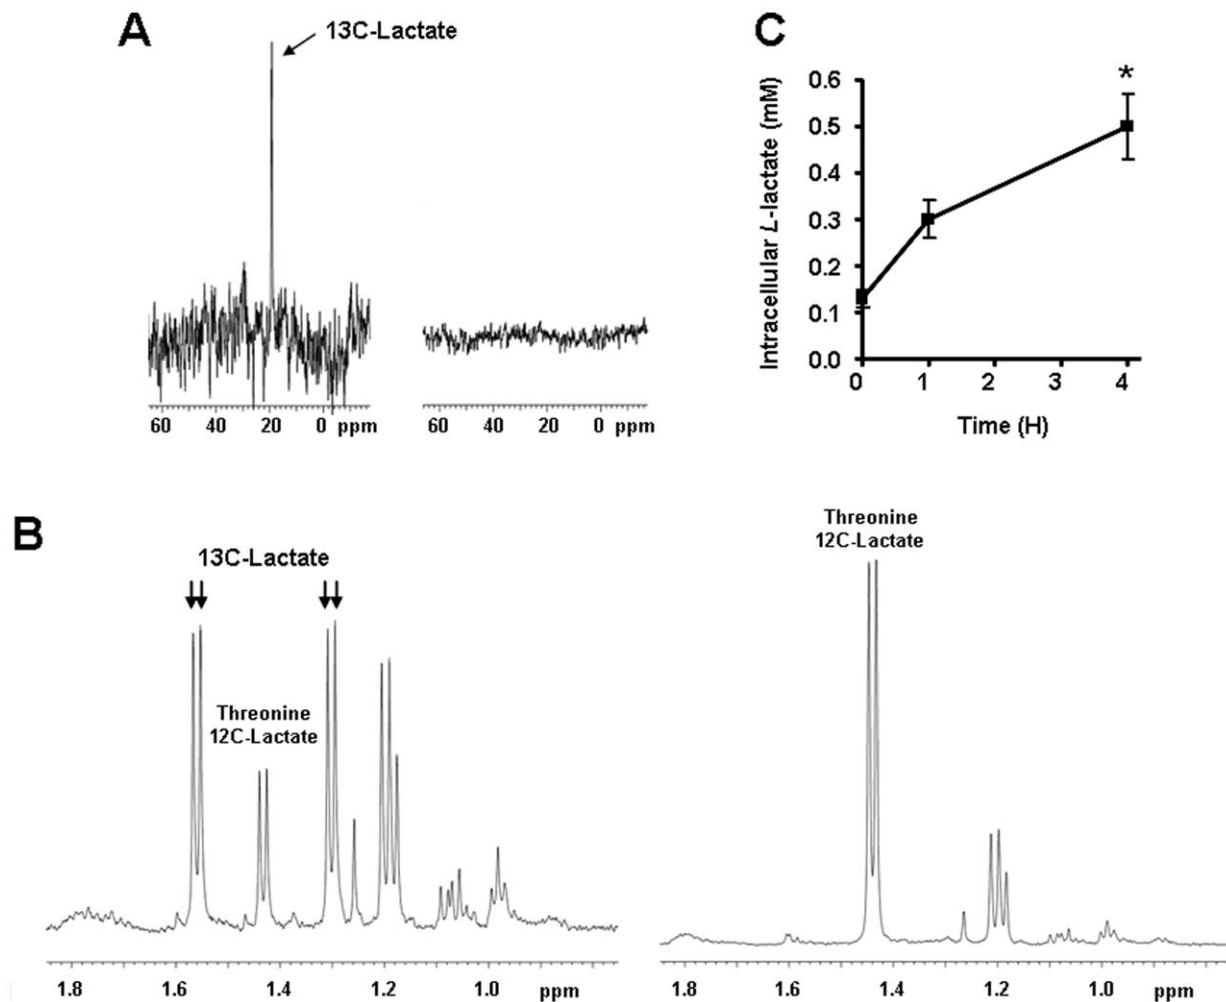 A
13C-Lactate
60 40 20 0 ppm
60 40 20 0 ppm
C
Intracellular L-lactate (mM)
0.6
0.5
0.4
0.3
0.2
0.1
0.0
*
0 1 2 3 4
Time (H)
B
13C-Lactate
Threonine
12C-Lactate
1.8 1.6 1.4 1.2 1.0 ppm
Threonine
12C-Lactate
1.8 1.6 1.4 1.2 1.0 ppm